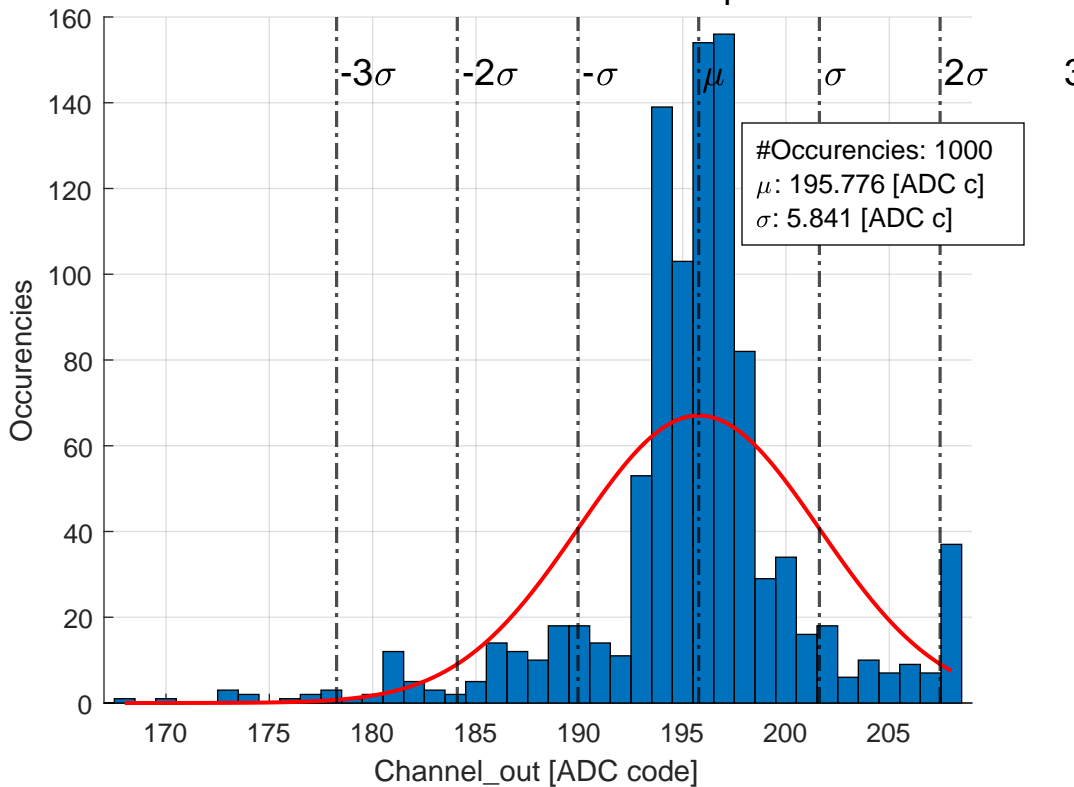 160
140
120
100
80
60
40
20
0
Occurencies
-3σ
-2σ
-σ
μ
σ
2σ
#Occurencies: 1000
μ: 195.776 [ADC c]
σ: 5.841 [ADC c]
170
175
180
185
190
195
200
205
Channel_out [ADC code]